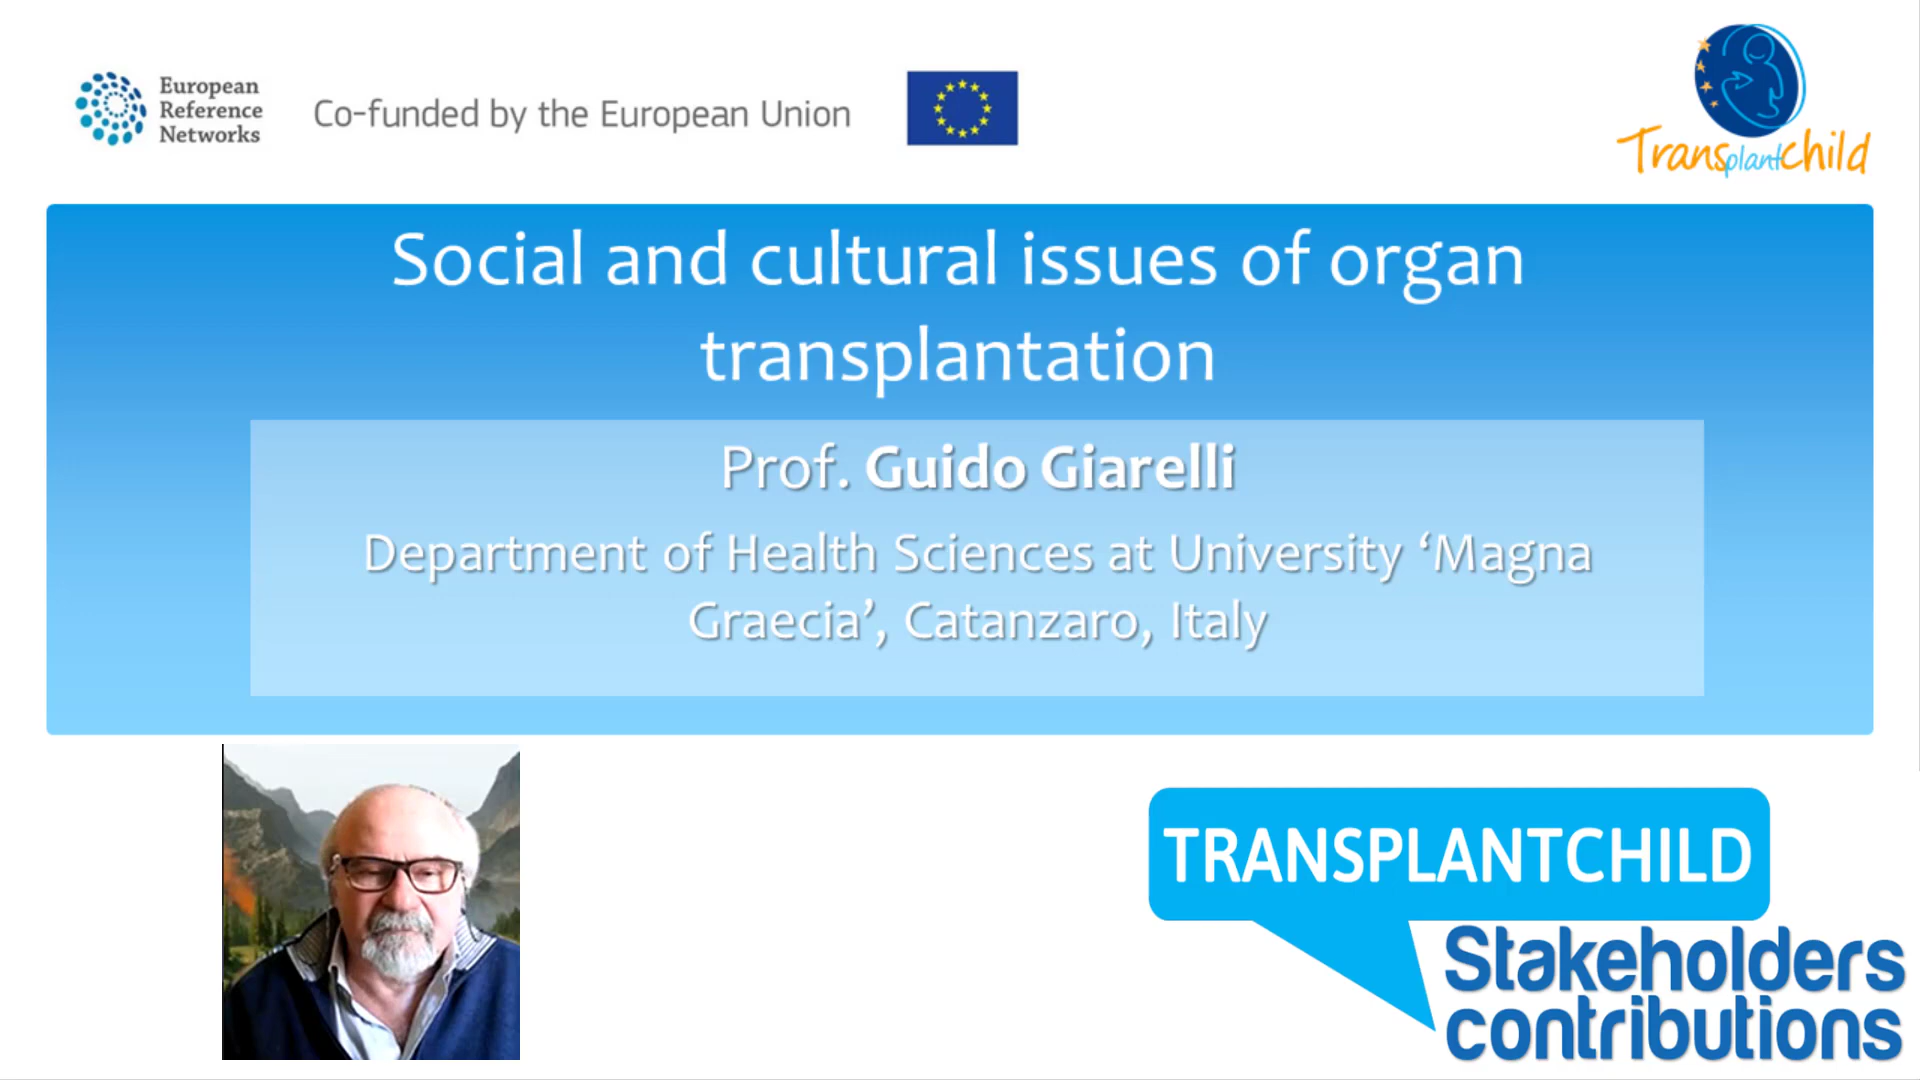 European
Reference
Networks
Co-funded by the European Union
Transplantchild
Social and cultural issues of organ
transplantation
Prof. Guido Giarelli
Department of Health Sciences at University ‘Magna
Graecia’, Catanzaro, Italy
TRANSPLANTCHILD
Stakeholders
contributions